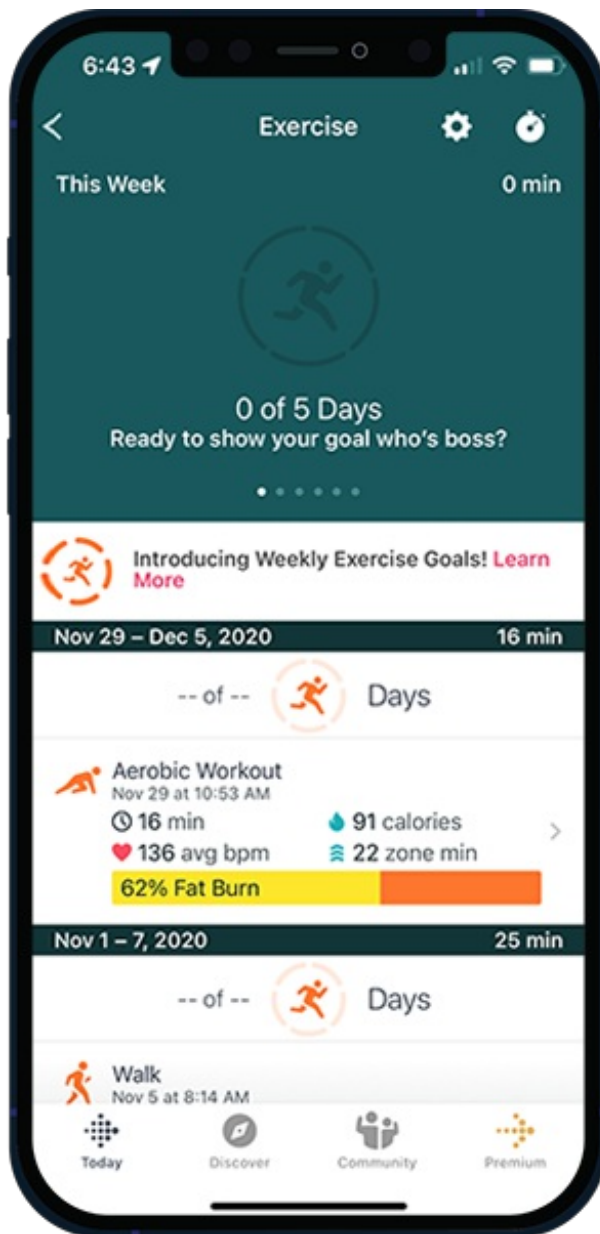 6:43
Exercise
This Week
0 min
0 of 5 Days
Ready to show your goal who's boss?
Introducing Weekly Exercise Goals! Learn
More
Nov 29 – Dec 5, 2020
16 min
-- of --
Days
Aerobic Workout
Nov 29 at 10:53 AM
16 min
91 calories
136 avg bpm
22 zone min
62% Fat Burn
Nov 1 – 7, 2020
25 min
-- of --
Days
Walk
Nov 5 at 8:14 AM
Today
Discover
Community
Premium